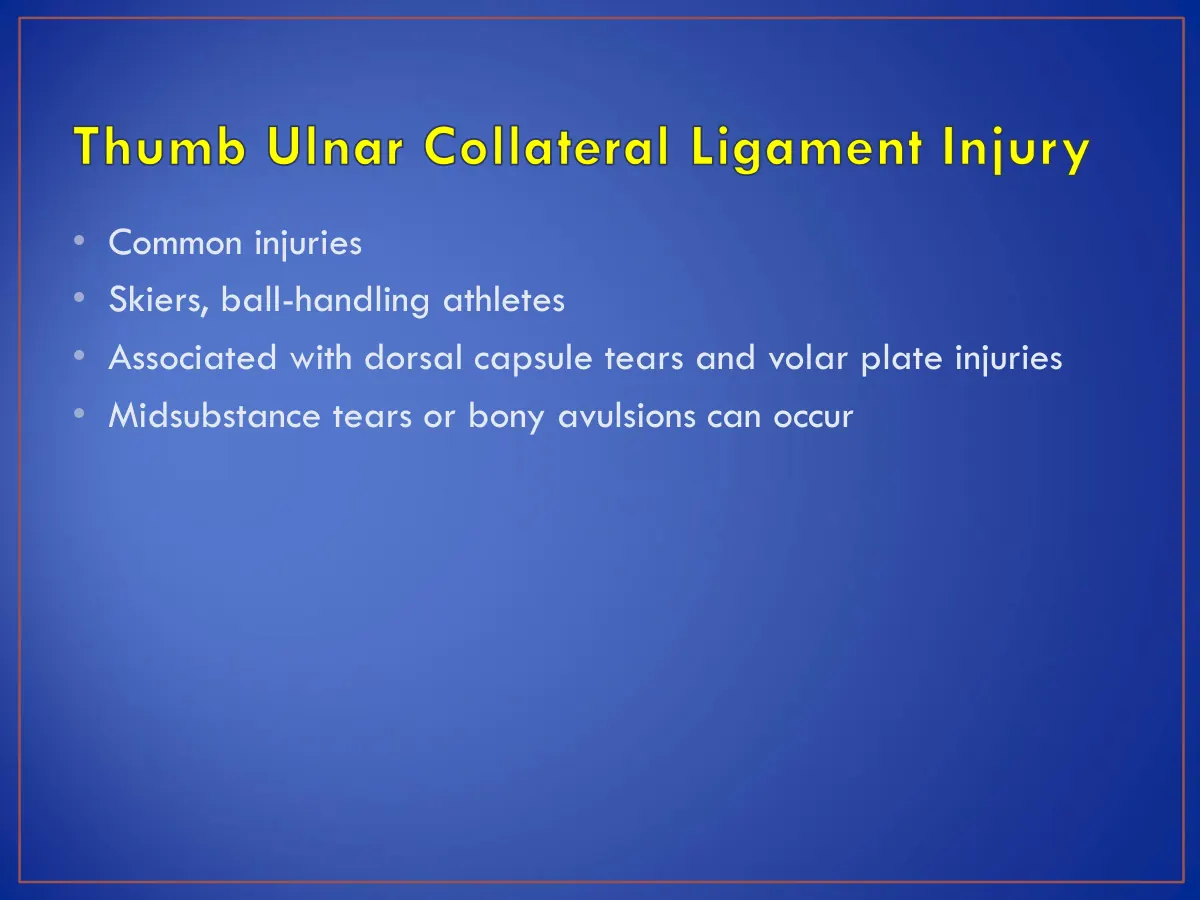 Thumb Ulnar Collateral Ligament Injury
• Common injuries
• Skiers, ball-handling athletes
• Associated with dorsal capsule tears and volar plate injuries
• Midsubstance tears or bony avulsions can occur